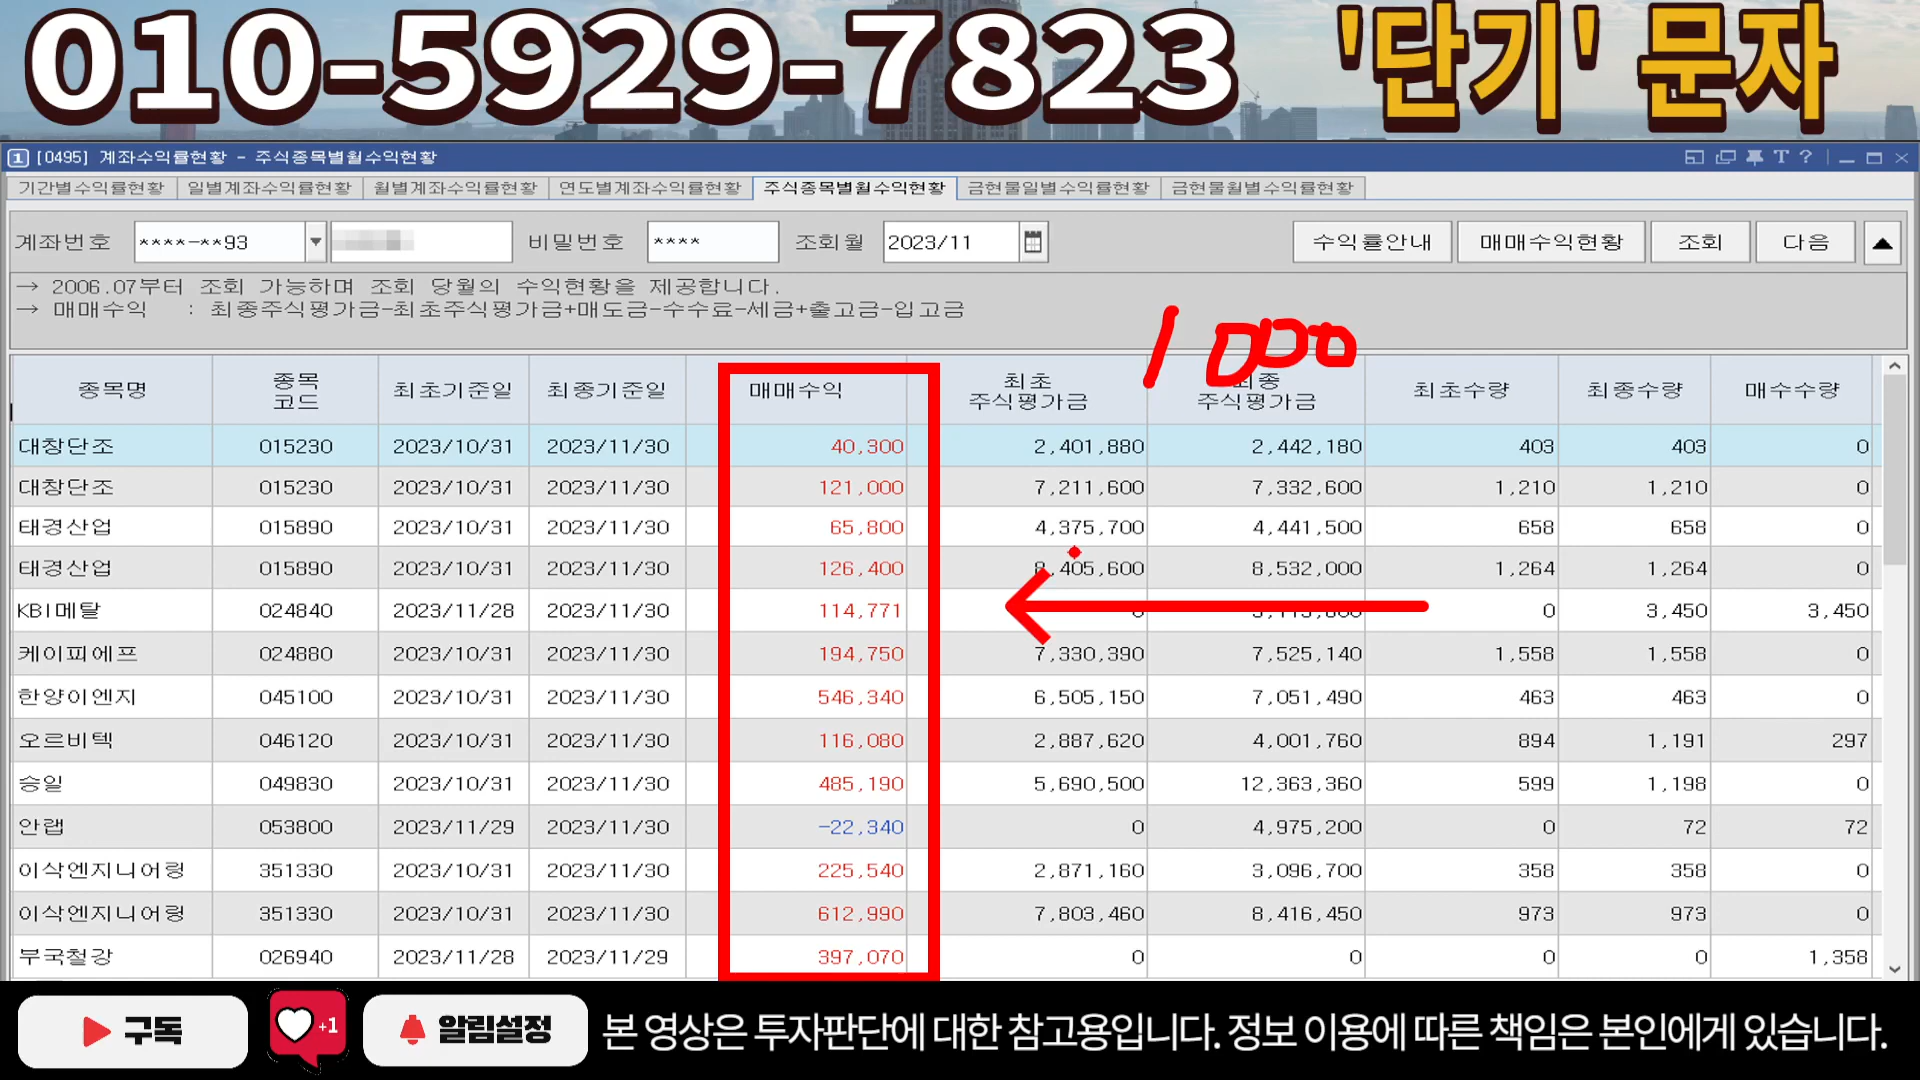 010-5929-7823 '단기' 문자
1 [0495] 계좌수익률현황 - 주식종목별월수익현황
기간별수익률현황 일별계좌수익률현황 월별계좌수익률현황 연도별계좌수익률현황 주식종목별월수익현황 금현물일별수익률현황 금현물월별수익률현황
계좌번호 ****-**93 비밀번호 **** 조회월 2023/11 수익률안내 매매수익현황 조회 다음
→ 2006.07부터 조회 가능하며 조회 당월의 수익현황을 제공합니다.
→ 매매수익 : 최종주식평가금-최초주식평가금+매도금-수수료-세금+출고금-입고금
1000
종목명 종목코드 최초기준일 최종기준일 매매수익 최초주식평가금 최종주식평가금 최초수량 최종수량 매수수량
대창단조 015230 2023/10/31 2023/11/30 40,300 2,401,880 2,442,180 403 403 0
대창단조 015230 2023/10/31 2023/11/30 121,000 7,211,600 7,332,600 1,210 1,210 0
태경산업 015890 2023/10/31 2023/11/30 65,800 4,375,700 4,441,500 658 658 0
태경산업 015890 2023/10/31 2023/11/30 126,400 8,405,600 8,532,000 1,264 1,264 0
KBI메탈 024840 2023/11/28 2023/11/30 114,771 0 0 3,450 3,450
케이피에프 024880 2023/10/31 2023/11/30 194,750 7,330,390 7,525,140 1,558 1,558 0
한양이엔지 045100 2023/10/31 2023/11/30 546,340 6,505,150 7,051,490 463 463 0
오르비텍 046120 2023/10/31 2023/11/30 116,080 2,887,620 4,001,760 894 1,191 297
승일 049830 2023/10/31 2023/11/30 485,190 5,690,500 12,363,360 599 1,198 0
안랩 053800 2023/11/29 2023/11/30 -22,340 0 4,975,200 0 72 72
이삭엔지니어링 351330 2023/10/31 2023/11/30 225,540 2,871,160 3,096,700 358 358 0
이삭엔지니어링 351330 2023/10/31 2023/11/30 612,990 7,803,460 8,416,450 973 973 0
부국철강 026940 2023/11/28 2023/11/29 397,070 0 0 0 0 1,358
구독 +1 알림설정 본 영상은 투자판단에 대한 참고용입니다. 정보 이용에 따른 책임은 본인에게 있습니다.